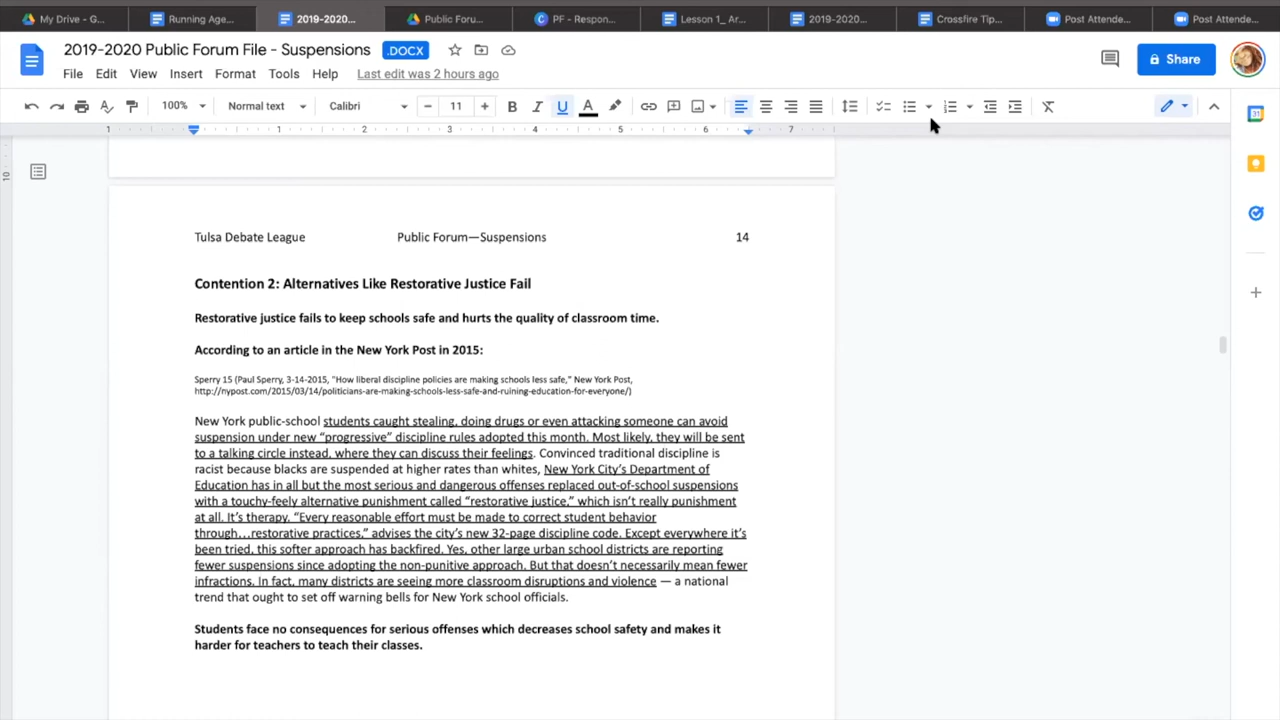 My Drive - G...
Running Age...
2019-2020...
Public Foru...
PF - Respon...
Lesson 1_ Ar...
2019-2020...
Crossfire Tip...
Post Attende...
Post Attende...
2019-2020 Public Forum File - Suspensions .DOCX
Share
File Edit View Insert Format Tools Help Last edit was 2 hours ago
100% Normal text Calibri − 11 + B I U A
1 1 2 3 4 5 6 7
10
31
Tulsa Debate League Public Forum—Suspensions 14
Contention 2: Alternatives Like Restorative Justice Fail
Restorative justice fails to keep schools safe and hurts the quality of classroom time.
According to an article in the New York Post in 2015:
Sperry 15 (Paul Sperry, 3-14-2015, "How liberal discipline policies are making schools less safe," New York Post,
http://nypost.com/2015/03/14/politicians-are-making-schools-less-safe-and-ruining-education-for-everyone/)
New York public-school students caught stealing, doing drugs or even attacking someone can avoid
suspension under new “progressive” discipline rules adopted this month. Most likely, they will be sent
to a talking circle instead, where they can discuss their feelings. Convinced traditional discipline is
racist because blacks are suspended at higher rates than whites, New York City’s Department of
Education has in all but the most serious and dangerous offenses replaced out-of-school suspensions
with a touchy-feely alternative punishment called “restorative justice,” which isn’t really punishment
at all. It’s therapy. “Every reasonable effort must be made to correct student behavior
through…restorative practices,” advises the city’s new 32-page discipline code. Except everywhere it’s
been tried, this softer approach has backfired. Yes, other large urban school districts are reporting
fewer suspensions since adopting the non-punitive approach. But that doesn’t necessarily mean fewer
infractions. In fact, many districts are seeing more classroom disruptions and violence — a national
trend that ought to set off warning bells for New York school officials.
Students face no consequences for serious offenses which decreases school safety and makes it
harder for teachers to teach their classes.